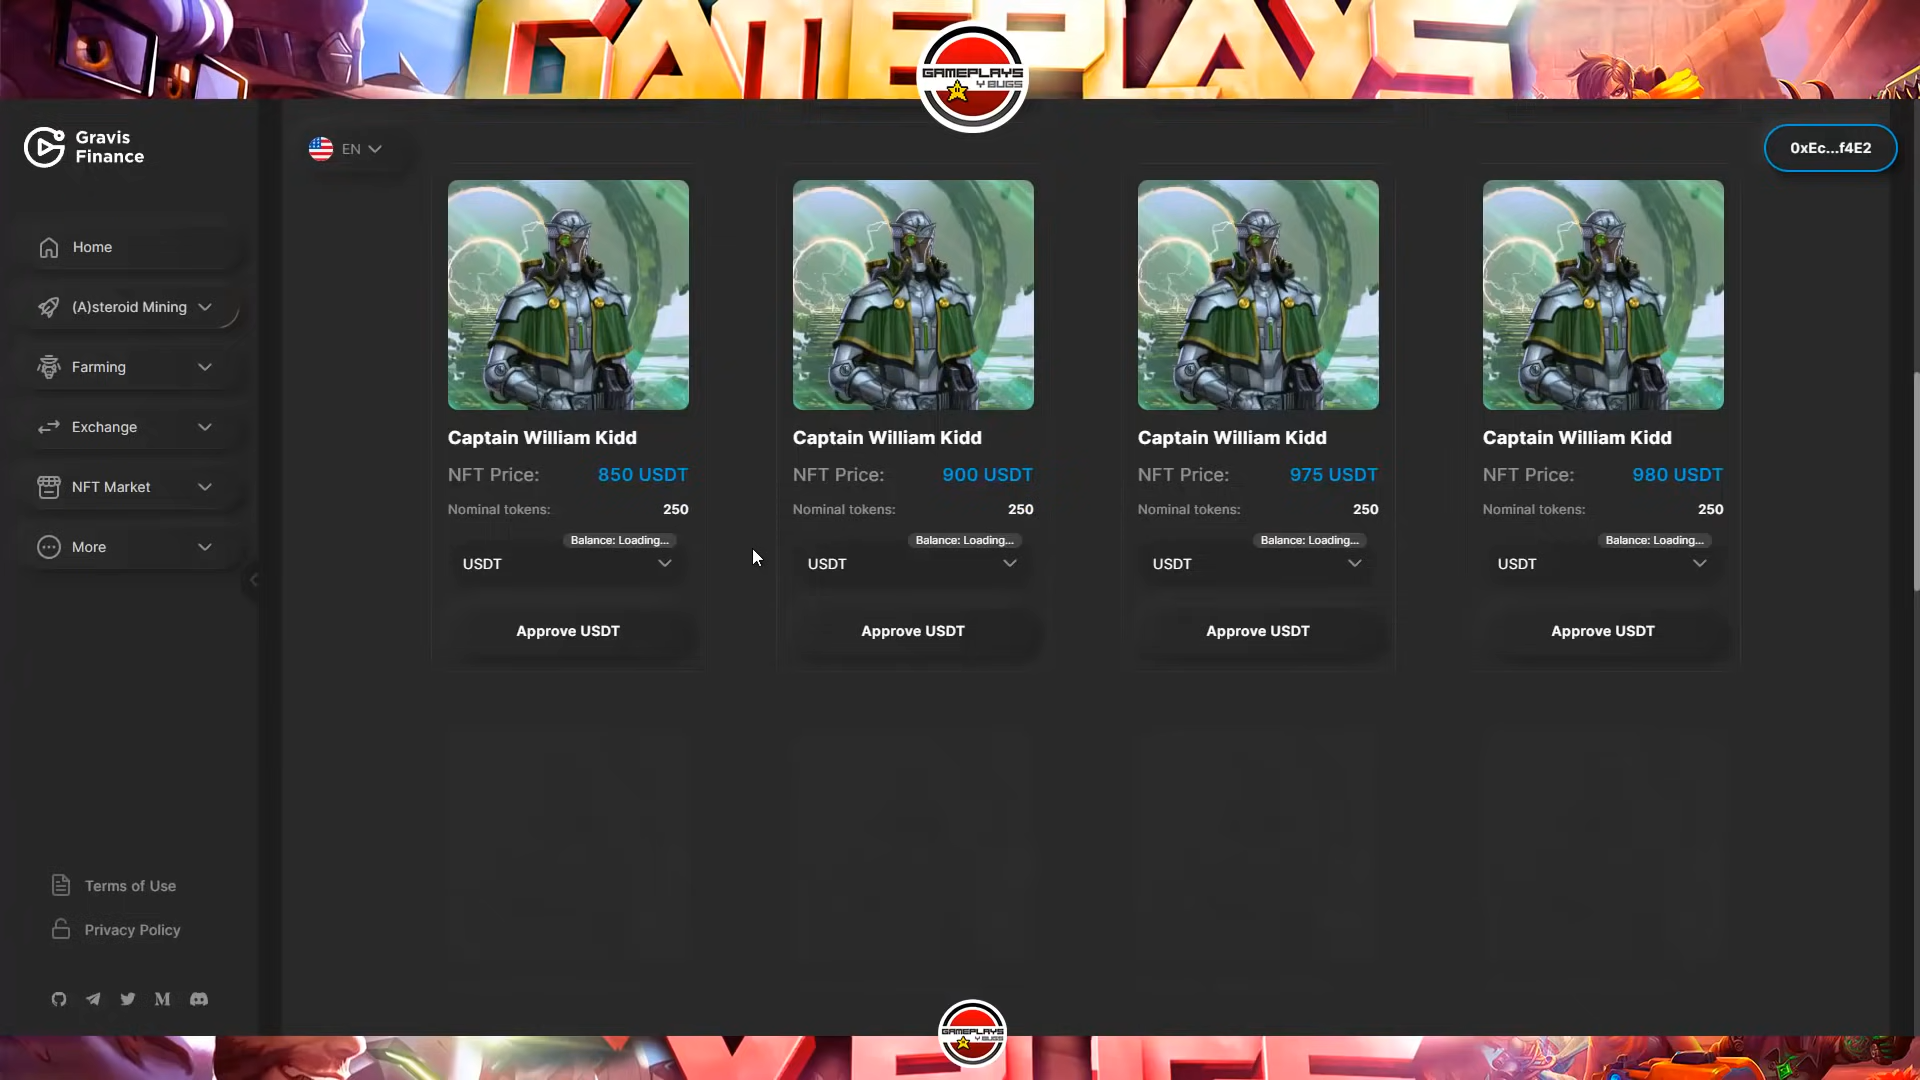 GAMEPLAYS
GAMEPLAYS
Y BUGS
Gravis
Finance
EN
0xEc...f4E2
Home
(A)steroid Mining
Farming
Exchange
NFT Market
More
Captain William Kidd
NFT Price: 850 USDT
Nominal tokens: 250
Balance: Loading...
USDT
Approve USDT
Captain William Kidd
NFT Price: 900 USDT
Nominal tokens: 250
Balance: Loading...
USDT
Approve USDT
Captain William Kidd
NFT Price: 975 USDT
Nominal tokens: 250
Balance: Loading...
USDT
Approve USDT
Captain William Kidd
NFT Price: 980 USDT
Nominal tokens: 250
Balance: Loading...
USDT
Approve USDT
Terms of Use
Privacy Policy
GAMEPLAYS
Y BUGS